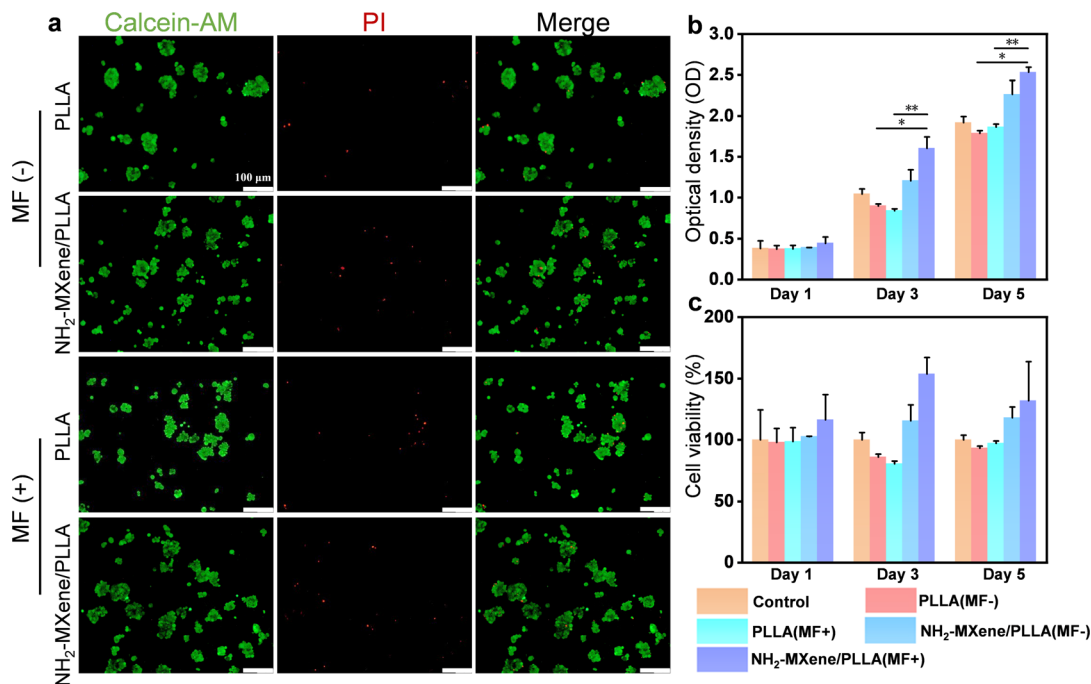 a
Calcein-AM
PI
Merge
MF (-)
PLLA
100 μm
NH₂-MXene/PLLA
MF (+)
PLLA
NH₂-MXene/PLLA
b
Optical density (OD)
3.0
2.5
2.0
1.5
1.0
0.5
0.0
**
*
**
*
Day 1
Day 3
Day 5
c
Cell viability (%)
200
150
100
50
0
Day 1
Day 3
Day 5
Control
PLLA(MF-)
PLLA(MF+)
NH₂-MXene/PLLA(MF-)
NH₂-MXene/PLLA(MF+)